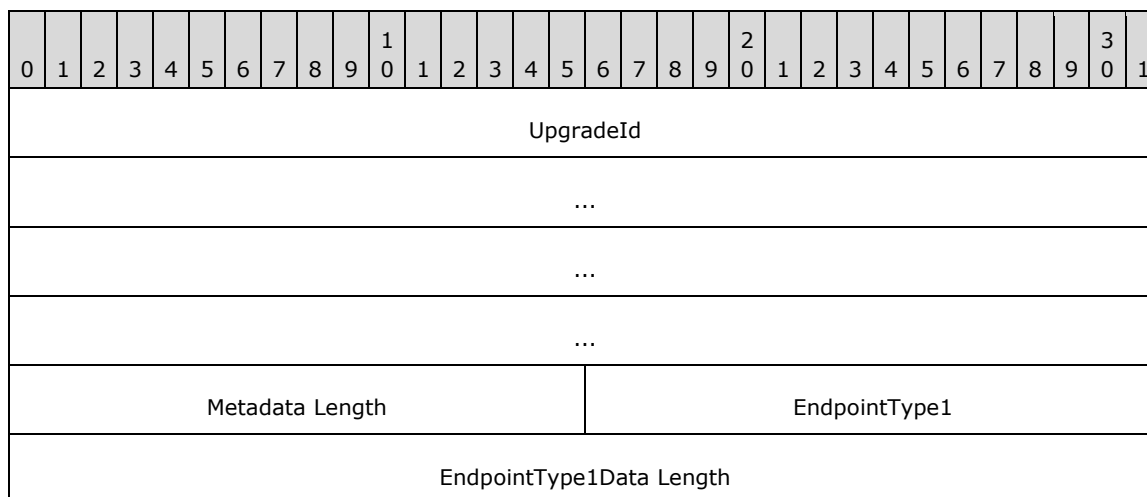 1 2 3
0 1 2 3 4 5 6 7 8 9 0 1 2 3 4 5 6 7 8 9 0 1 2 3 4 5 6 7 8 9 0 1
UpgradeId
...
...
...
Metadata Length EndpointType1
EndpointType1Data Length